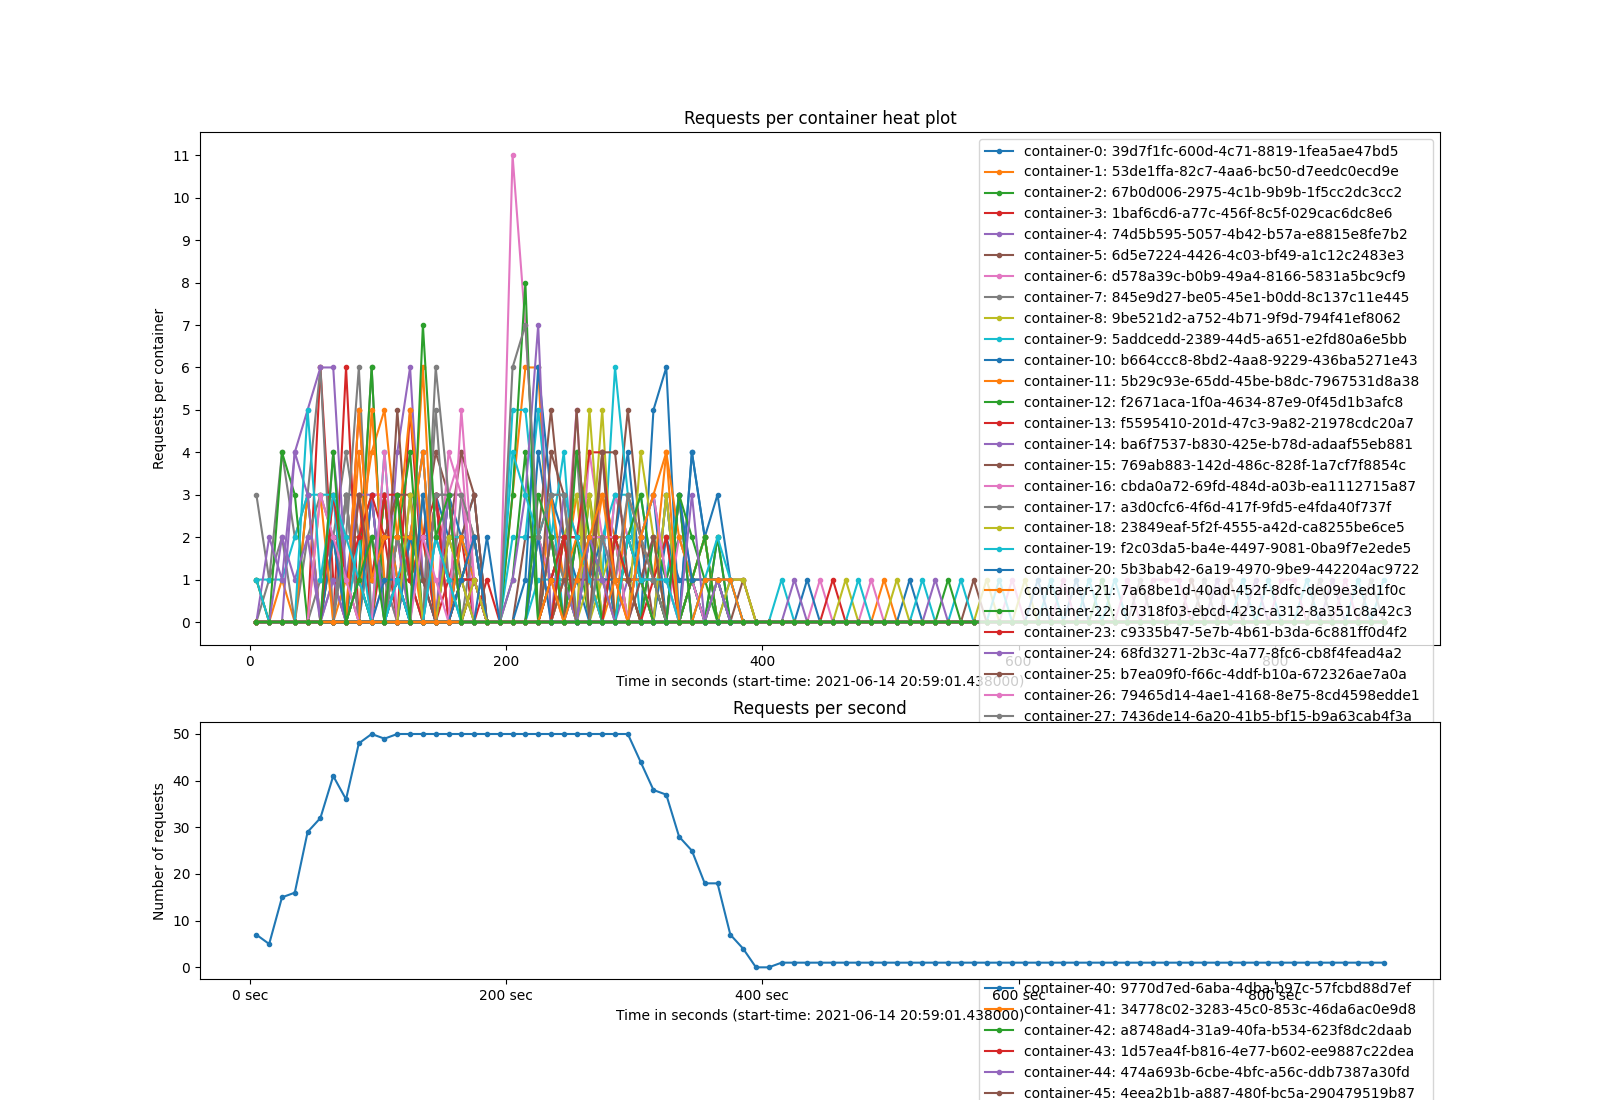 Requests per container heat plot
11
10
9
8
7
6
5
4
3
2
1
0
Requests per container
container-0: 39d7f1fc-600d-4c71-8819-1fea5ae47bd5
container-1: 53de1ffa-82c7-4aa6-bc50-d7eedc0ecd9e
container-2: 67b0d006-2975-4c1b-9b9b-1f5cc2dc3cc2
container-3: 1baf6cd6-a77c-456f-8c5f-029cac6dc8e6
container-4: 74d5b595-5057-4b42-b57a-e8815e8fe7b2
container-5: 6d5e7224-4426-4c03-bf49-a1c12c2483e3
container-6: d578a39c-b0b9-49a4-8166-5831a5bc9cf9
container-7: 845e9d27-be05-45e1-b0dd-8c137c11e445
container-8: 9be521d2-a752-4b71-9f9d-794f41ef8062
container-9: 5addcedd-2389-44d5-a651-e2fd80a6e5bb
container-10: b664ccc8-8bd2-4aa8-9229-436ba5271e43
container-11: 5b29c93e-65dd-45be-b8dc-7967531d8a38
container-12: f2671aca-1f0a-4634-87e9-0f45d1b3afc8
container-13: f5595410-201d-47c3-9a82-21978cdc20a7
container-14: ba6f7537-b830-425e-b78d-adaaf55eb881
container-15: 769ab883-142d-486c-828f-1a7cf7f8854c
container-16: cbda0a72-69fd-484d-a03b-ea1112715a87
container-17: a3d0cfc6-4f6d-417f-9fd5-e4fda40f737f
container-18: 23849eaf-5f2f-4555-a42d-ca8255be6ce5
container-19: f2c03da5-ba4e-4497-9081-0ba9f7e2ede5
container-20: 5b3bab42-6a19-4970-9be9-442204ac9722
container-21: 7a68be1d-40ad-452f-8dfc-de09e3ed1f0c
container-22: d7318f03-ebcd-423c-a312-8a351c8a42c3
container-23: c9335b47-5e7b-4b61-b3da-6c881ff0d4f2
container-24: 68fd3271-2b3c-4a77-8fc6-cb8f4fead4a2
container-25: b7ea09f0-f66c-4ddf-b10a-672326ae7a0a
container-26: 79465d14-4ae1-4168-8e75-8cd4598edde1
container-27: 7436de14-6a20-41b5-bf15-b9a63cab4f3a
0 200 400 600 800
Time in seconds (start-time: 2021-06-14 20:59:01.438000)
Requests per second
50
40
30
20
10
0
Number of requests
0 sec 200 sec 400 sec 600 sec 800 sec
Time in seconds (start-time: 2021-06-14 20:59:01.438000)
container-40: 9770d7ed-6aba-4dba-b97c-57fcbd88d7ef
container-41: 34778c02-3283-45c0-853c-46da6ac0e9d8
container-42: a8748ad4-31a9-40fa-b534-623f8dc2daab
container-43: 1d57ea4f-b816-4e77-b602-ee9887c22dea
container-44: 474a693b-6cbe-4bfc-a56c-ddb7387a30fd
container-45: 4eea2b1b-a887-480f-bc5a-290479519b87